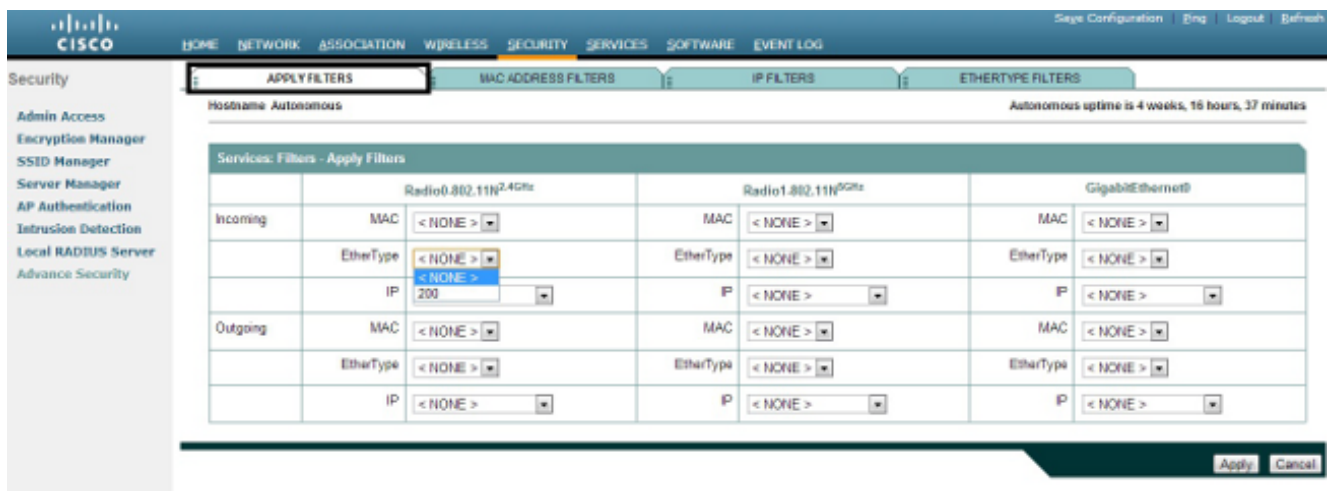 Save Configuration Ping Logout Refresh
CISCO
HOME NETWORK ASSOCIATION WIRELESS SECURITY SERVICES SOFTWARE EVENT LOG
Security
APPLY FILTERS MAC ADDRESS FILTERS IP FILTERS ETHERTYPE FILTERS
Hostname Autonomous Autonomous uptime is 4 weeks, 16 hours, 37 minutes
Admin Access
Encryption Manager
SSID Manager
Server Manager
AP Authentication
Intrusion Detection
Local RADIUS Server
Advance Security
Services: Filters - Apply Filters
Radio0-802.11N2.4GHz Radio1-802.11N5GHz GigabitEthernet0
Incoming MAC < NONE > MAC < NONE > MAC < NONE >
EtherType < NONE > EtherType < NONE > EtherType < NONE >
< NONE >
IP 200 IP < NONE > IP < NONE >
Outgoing MAC < NONE > MAC < NONE > MAC < NONE >
EtherType < NONE > EtherType < NONE > EtherType < NONE >
IP < NONE > IP < NONE > IP < NONE >
Apply Cancel